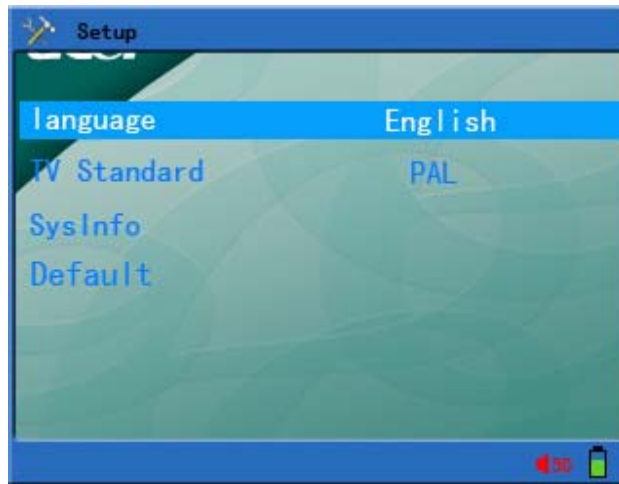 Setup
language English
TV Standard PAL
SysInfo
Default